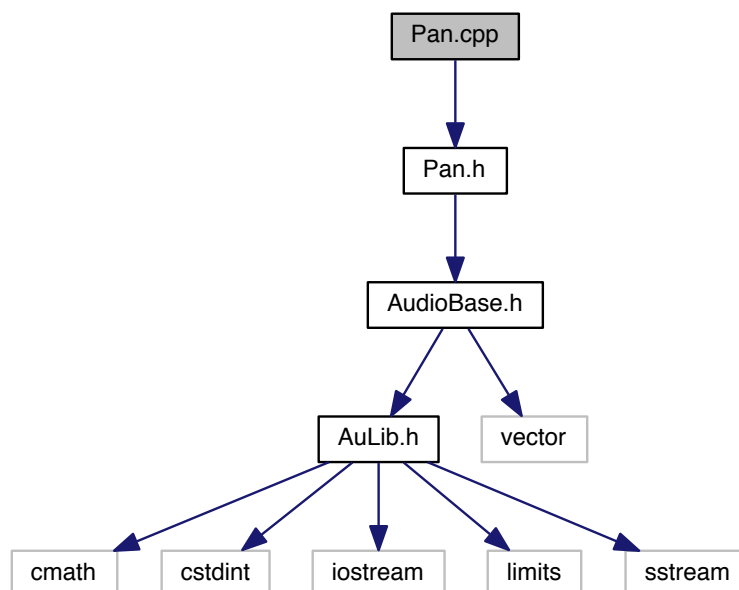 Pan.cpp
Pan.h
AudioBase.h
AuLib.h
vector
cmath
cstdint
iostream
limits
sstream